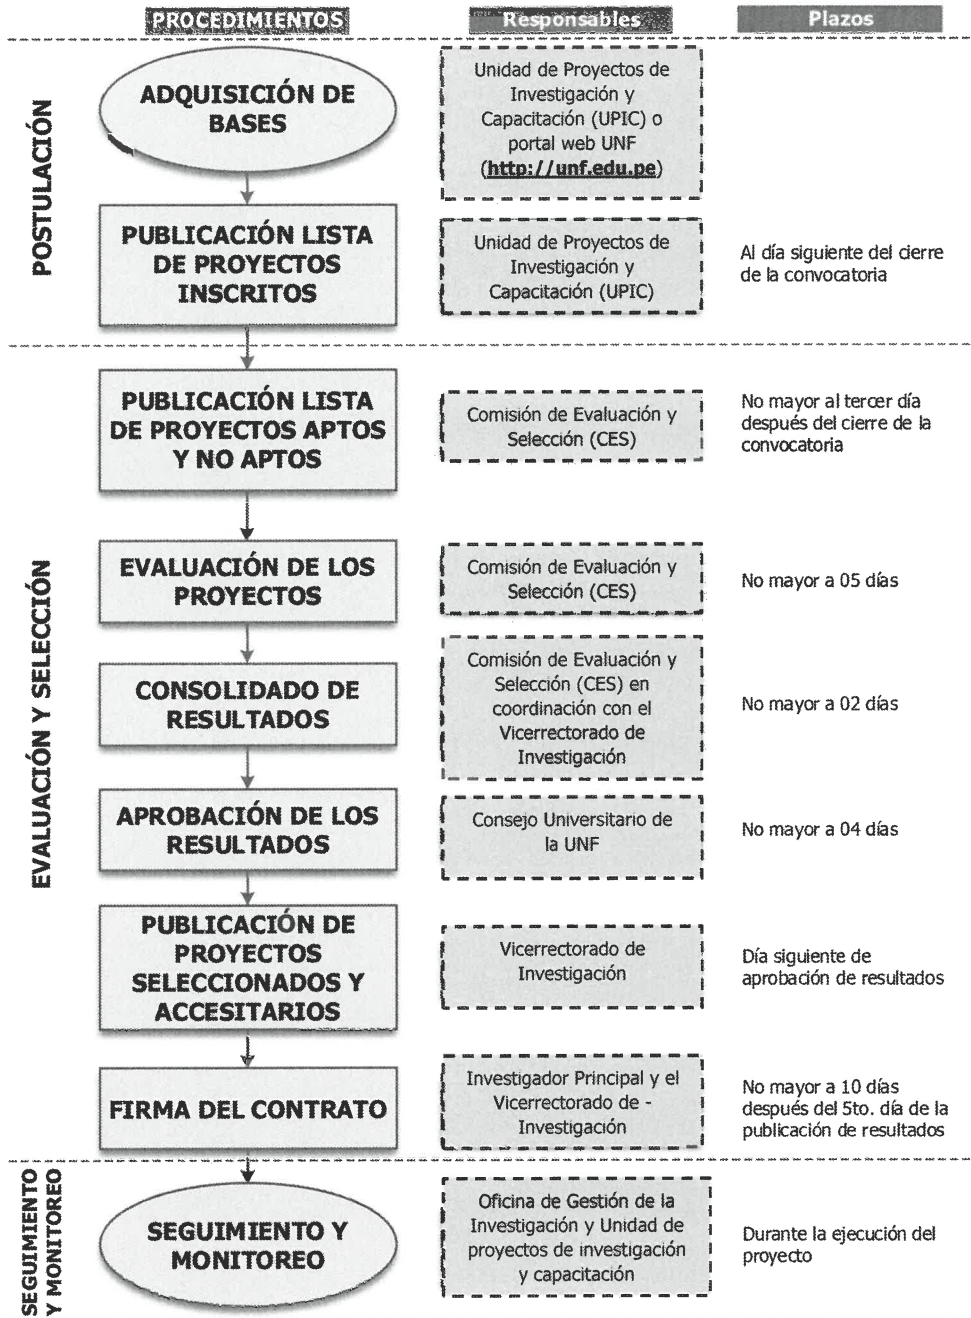 PROCEDIMIENTOS
Responsables
Plazos
POSTULACIÓN
ADQUISICIÓN DE
BASES
Unidad de Proyectos de
Investigación y
Capacitación (UPIC) o
portal web UNF
(http://unf.edu.pe)
PUBLICACIÓN LISTA
DE PROYECTOS
INSCRITOS
Unidad de Proyectos de
Investigación y
Capacitación (UPIC)
Al día siguiente del cierre
de la convocatoria
EVALUACIÓN Y SELECCIÓN
PUBLICACIÓN LISTA
DE PROYECTOS APTOS
Y NO APTOS
Comisión de Evaluación y
Selección (CES)
No mayor al tercer día
después del cierre de la
convocatoria
EVALUACIÓN DE LOS
PROYECTOS
Comisión de Evaluación y
Selección (CES)
No mayor a 05 días
CONSOLIDADO DE
RESULTADOS
Comisión de Evaluación y
Selección (CES) en
coordinación con el
Vicerrectorado de
Investigación
No mayor a 02 días
APROBACIÓN DE LOS
RESULTADOS
Consejo Universitario de
la UNF
No mayor a 04 días
PUBLICACIÓN DE
PROYECTOS
SELECCIONADOS Y
ACCESITARIOS
Vicerrectorado de
Investigación
Día siguiente de
aprobación de resultados
FIRMA DEL CONTRATO
Investigador Principal y el
Vicerrectorado de -
Investigación
No mayor a 10 días
después del 5to. día de la
publicación de resultados
SEGUIMIENTO
Y MONITOREO
SEGUIMIENTO Y
MONITOREO
Oficina de Gestión de la
Investigación y Unidad de
proyectos de investigación
y capacitación
Durante la ejecución del
proyecto